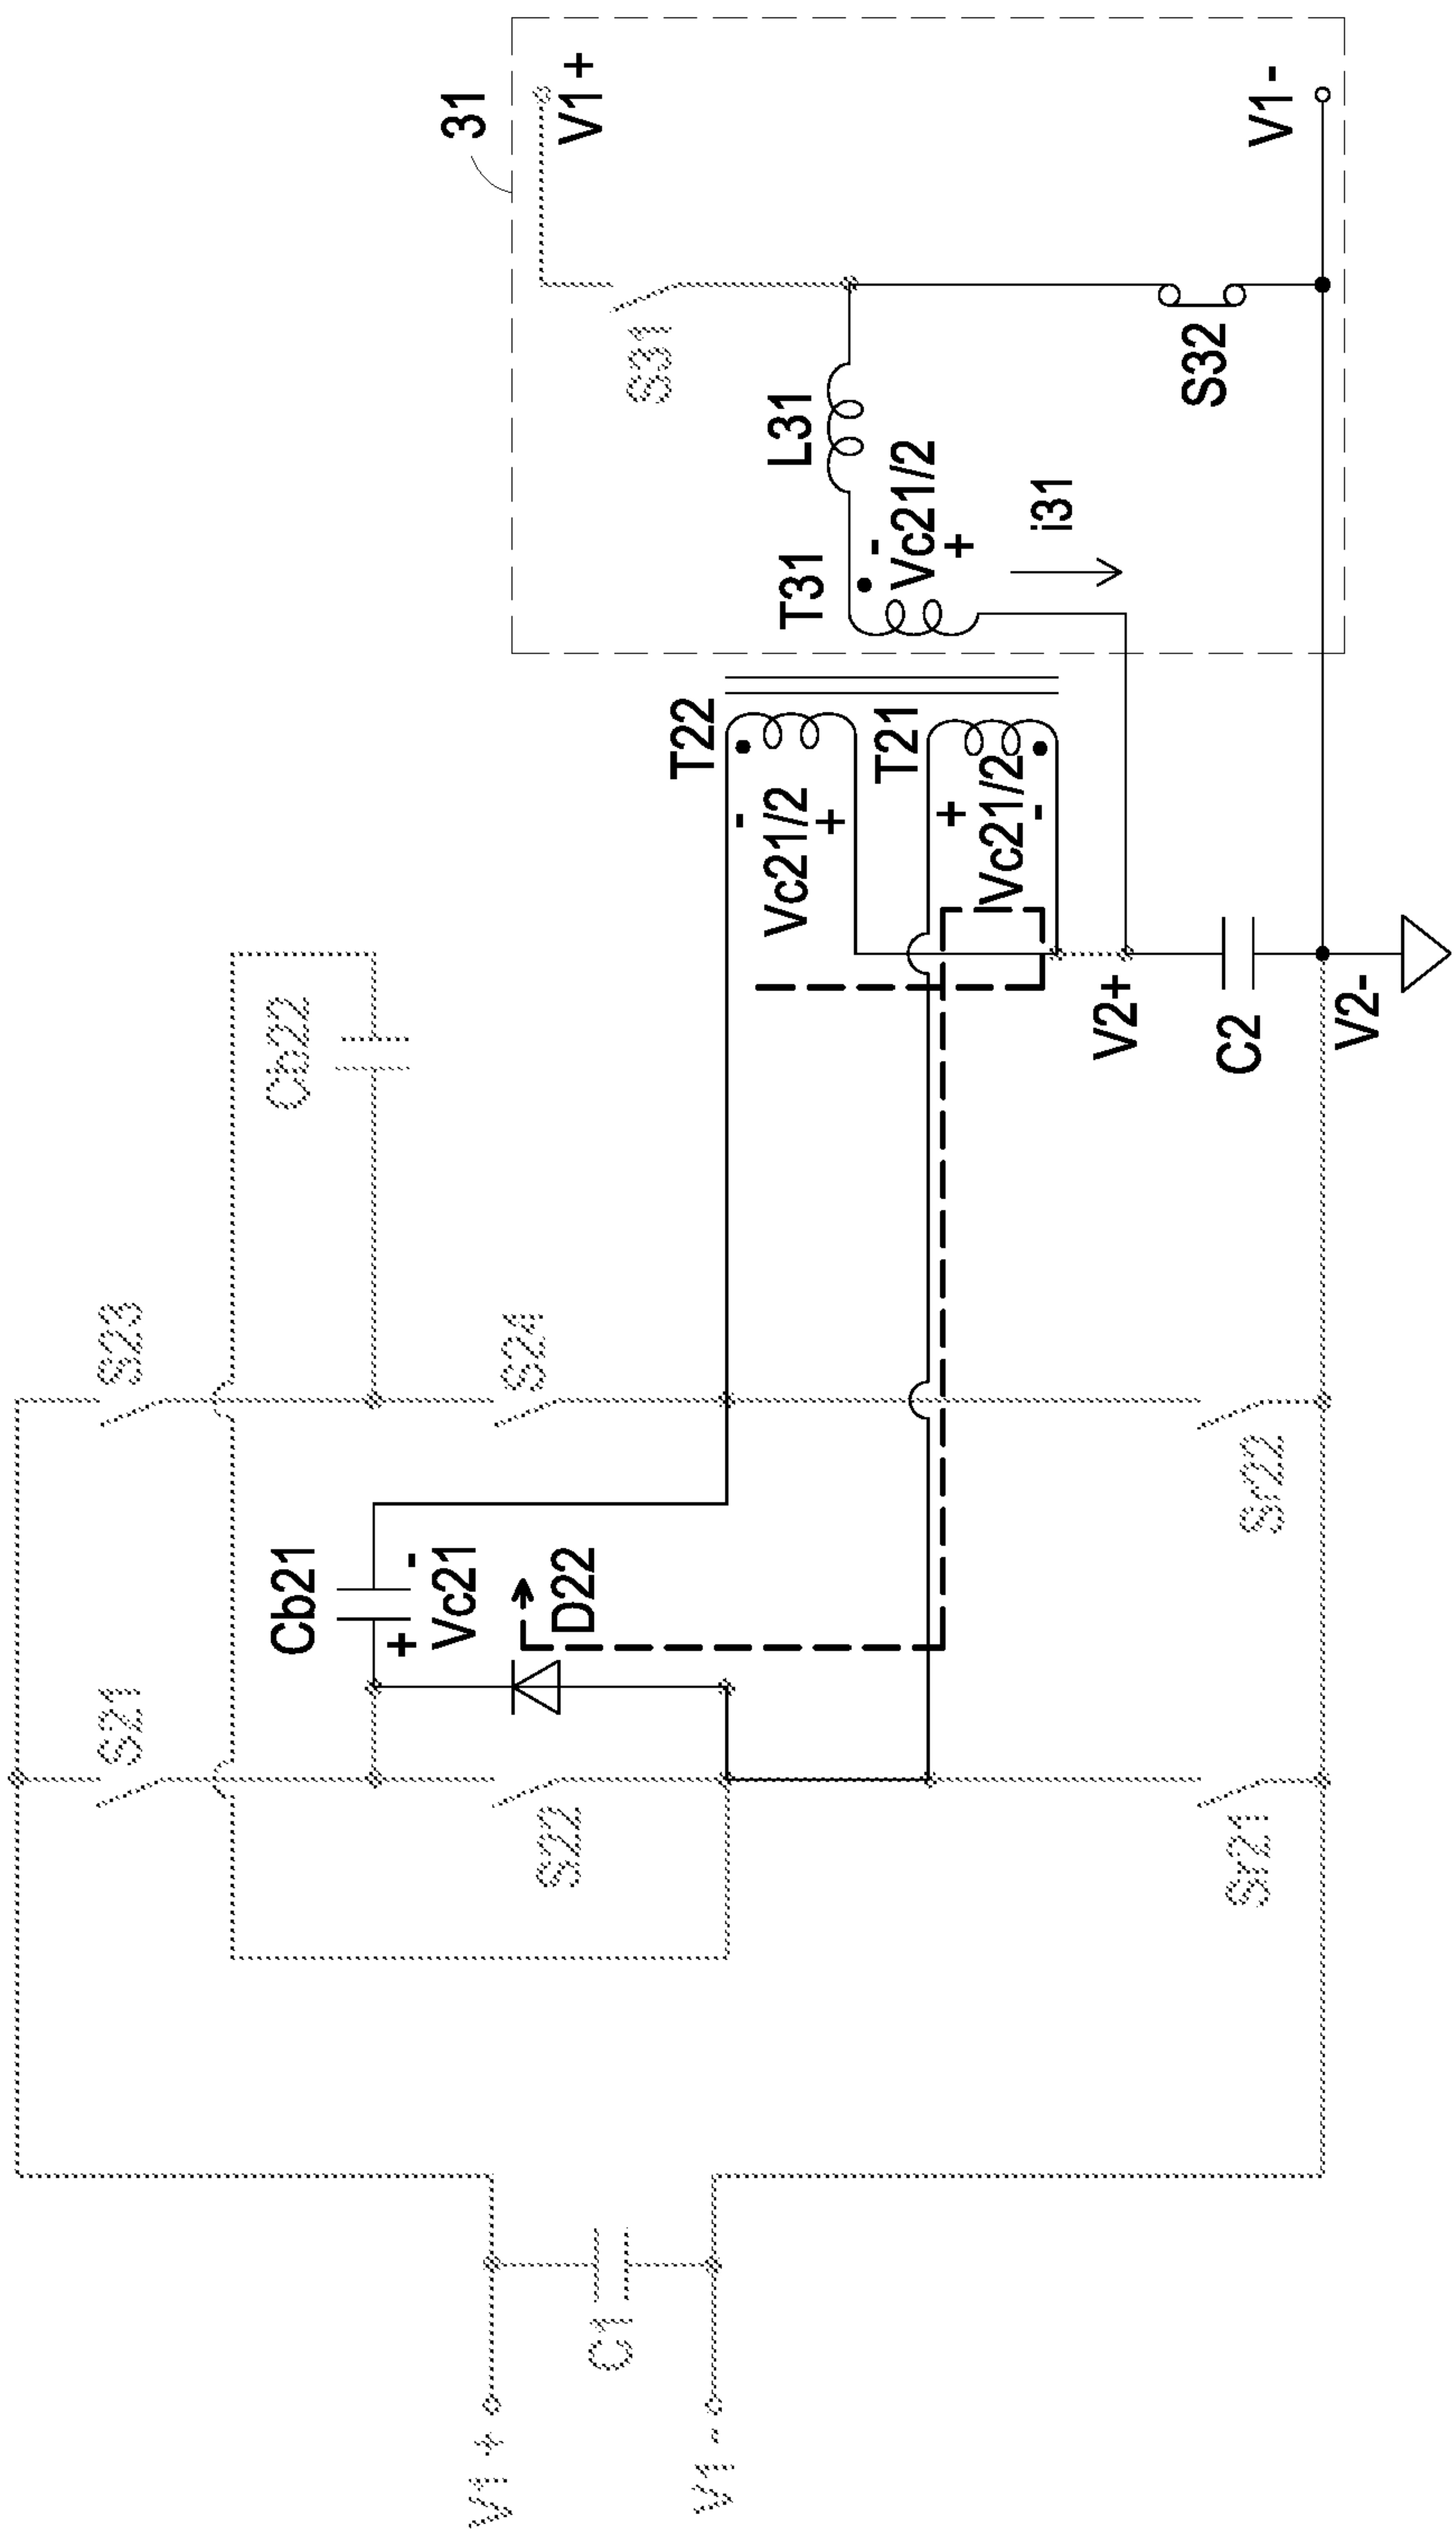 31
V1+
V1-
S31
L31
S32
T31
-
Vc21/2
+
i31
T22
-
Vc21/2
+
T21
+
Vc21/2
-
V2+
C2
V2-
Cb22
S23
S24
Sr22
Cb21
+
Vc21
-
D22
S21
S22
Sr21
C1
V1+
V1-